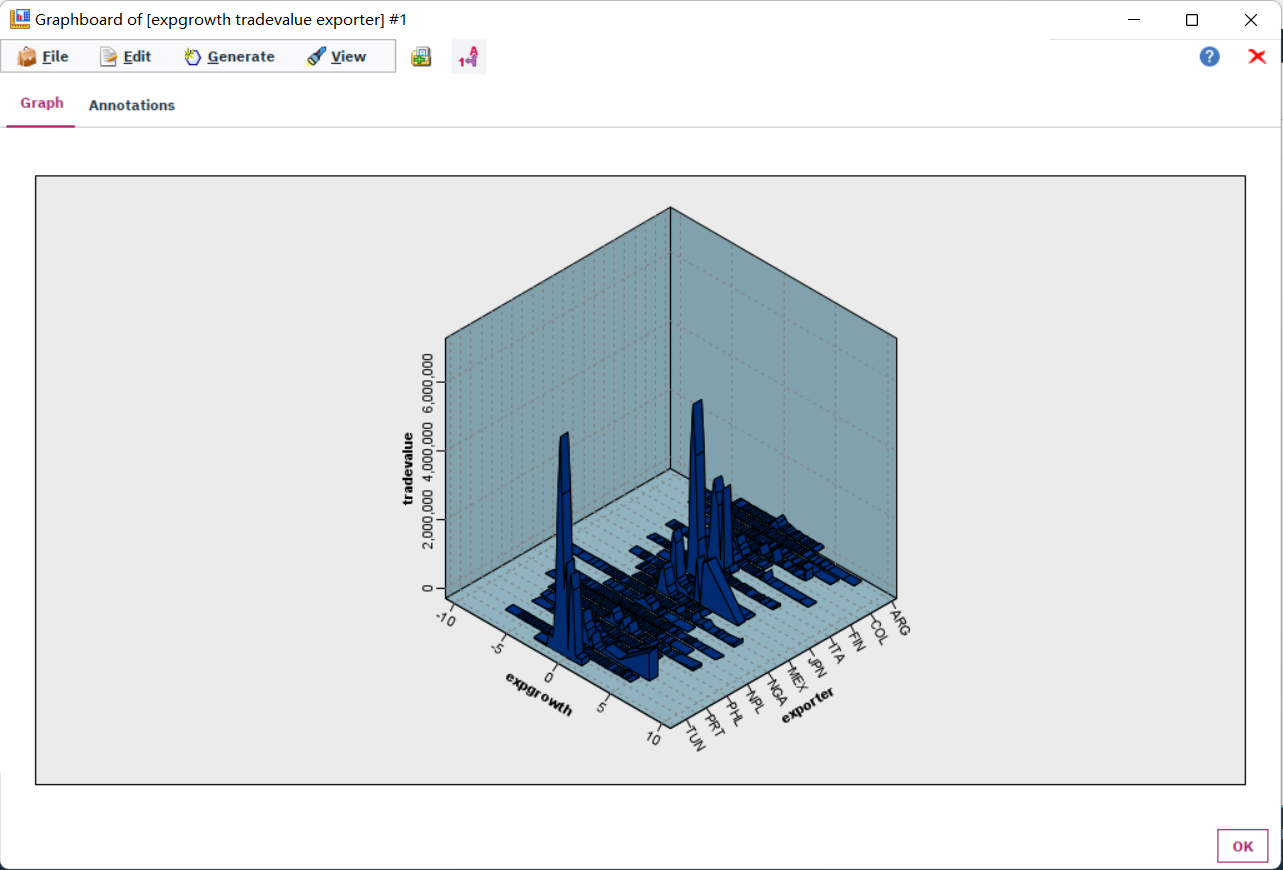 Graphboard of [expgrowth tradevalue exporter] #1
File Edit Generate View
Graph Annotations
tradevalue
6,000,000
4,000,000
2,000,000
0
-10
-5
0
5
10
expgrowth
TUN
PRT
PHL
NPL
NGA
MEX
JPN
ITA
FIN
COL
ARG
exporter
OK